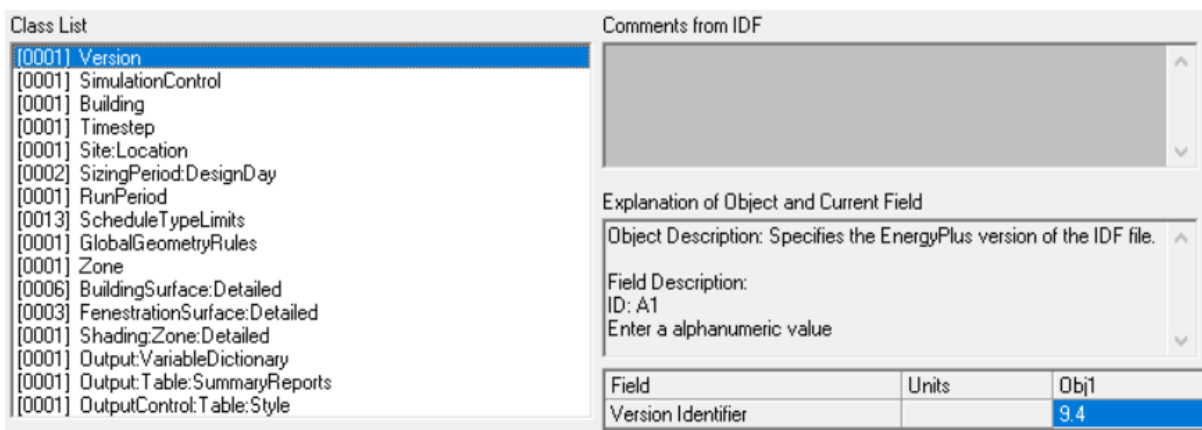 Class List
[0001] Version
[0001] SimulationControl
[0001] Building
[0001] Timestep
[0001] Site:Location
[0002] SizingPeriod:DesignDay
[0001] RunPeriod
[0013] ScheduleTypeLimits
[0001] GlobalGeometryRules
[0001] Zone
[0006] BuildingSurface:Detailed
[0003] FenestrationSurface:Detailed
[0001] Shading:Zone:Detailed
[0001] Output:VariableDictionary
[0001] Output:Table:SummaryReports
[0001] OutputControl:Table:Style
Comments from IDF
Explanation of Object and Current Field
Object Description: Specifies the EnergyPlus version of the IDF file.
Field Description:
ID: A1
Enter a alphanumeric value
Field Units Obj1
Version Identifier 9.4